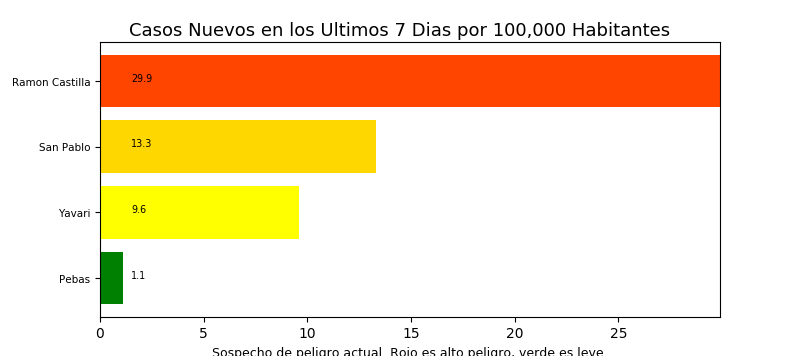 Casos Nuevos en los Ultimos 7 Dias por 100,000 Habitantes
Ramon Castilla 29.9
San Pablo 13.3
Yavari 9.6
Pebas 1.1
0 5 10 15 20 25
Sospecho de peligro actual. Rojo es alto peligro, verde es leve